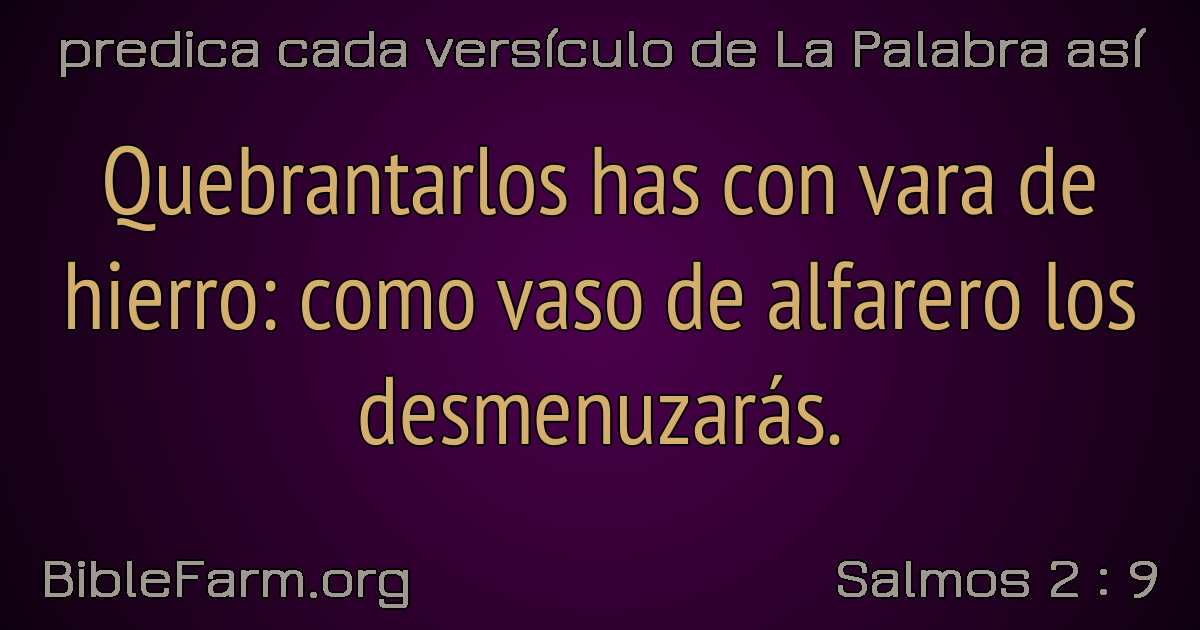 predica cada versículo de La Palabra así
Quebrantarlos has con vara de
hierro: como vaso de alfarero los
desmenuzarás.
BibleFarm.org
Salmos 2 : 9